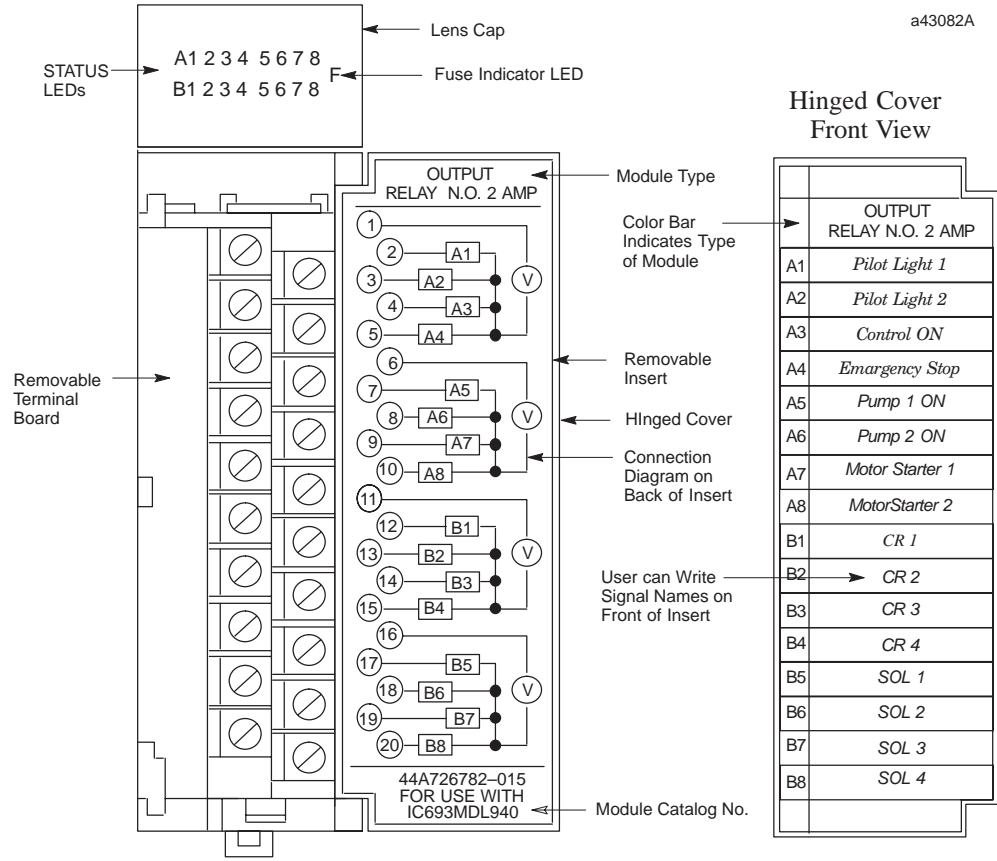 a43082A
Lens Cap
A1 2 3 4 5 6 7 8
F
B1 2 3 4 5 6 7 8
STATUS
LEDs
Fuse Indicator LED
OUTPUT
RELAY N.O. 2 AMP
1
2 A1
3 A2
V
4 A3
5 A4
6
7 A5
8 A6
V
9 A7
10 A8
11
12 B1
13 B2
V
14 B3
15 B4
16
17 B5
18 B6
V
19 B7
20 B8
44A726782–015
FOR USE WITH
IC693MDL940
Removable
Terminal
Board
Module Type
Removable
Insert
HInged Cover
Connection
Diagram on
Back of Insert
Module Catalog No.
Hinged Cover
Front View
Color Bar
Indicates Type
of Module
User can Write
Signal Names on
Front of Insert
OUTPUT
RELAY N.O. 2 AMP
A1 Pilot Light 1
A2 Pilot Light 2
A3 Control ON
A4 Emargency Stop
A5 Pump 1 ON
A6 Pump 2 ON
A7 Motor Starter 1
A8 MotorStarter 2
B1 CR 1
B2 CR 2
B3 CR 3
B4 CR 4
B5 SOL 1
B6 SOL 2
B7 SOL 3
B8 SOL 4